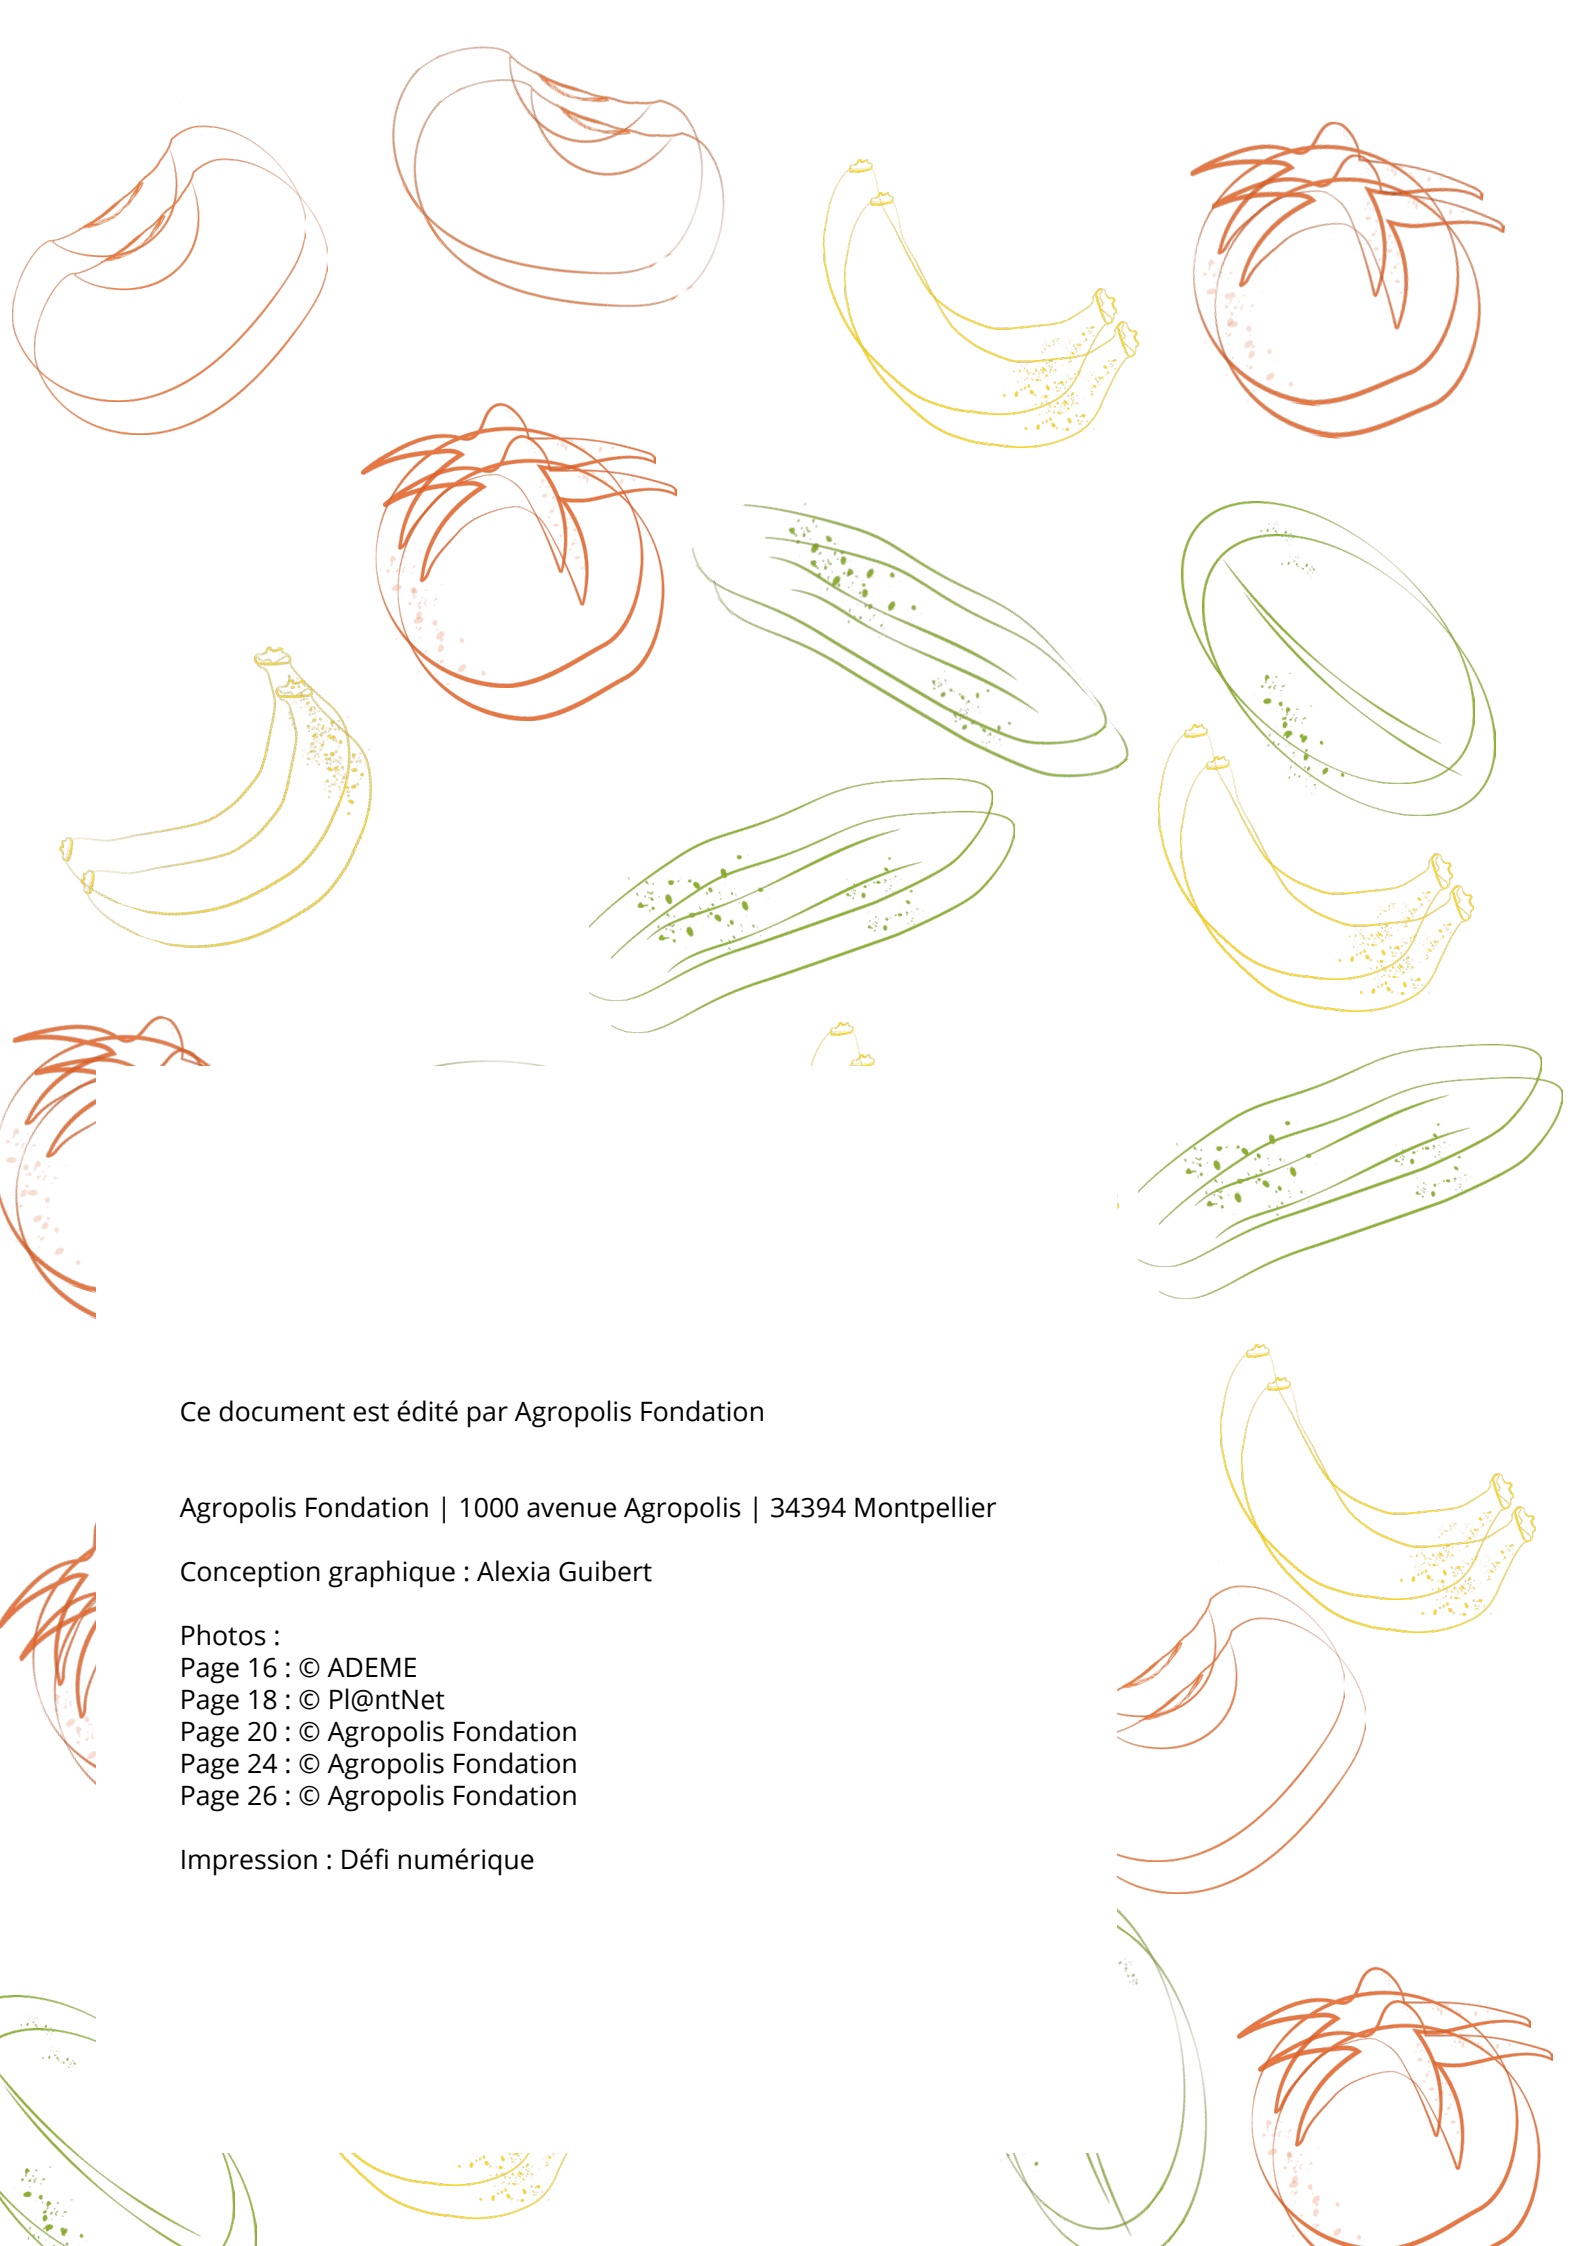 Ce document est édité par Agropolis Fondation
Agropolis Fondation | 1000 avenue Agropolis | 34394 Montpellier
Conception graphique : Alexia Guibert
Photos :
Page 16 : © ADEME
Page 18 : © Pl@ntNet
Page 20 : © Agropolis Fondation
Page 24 : © Agropolis Fondation
Page 26 : © Agropolis Fondation
Impression : Défi numérique